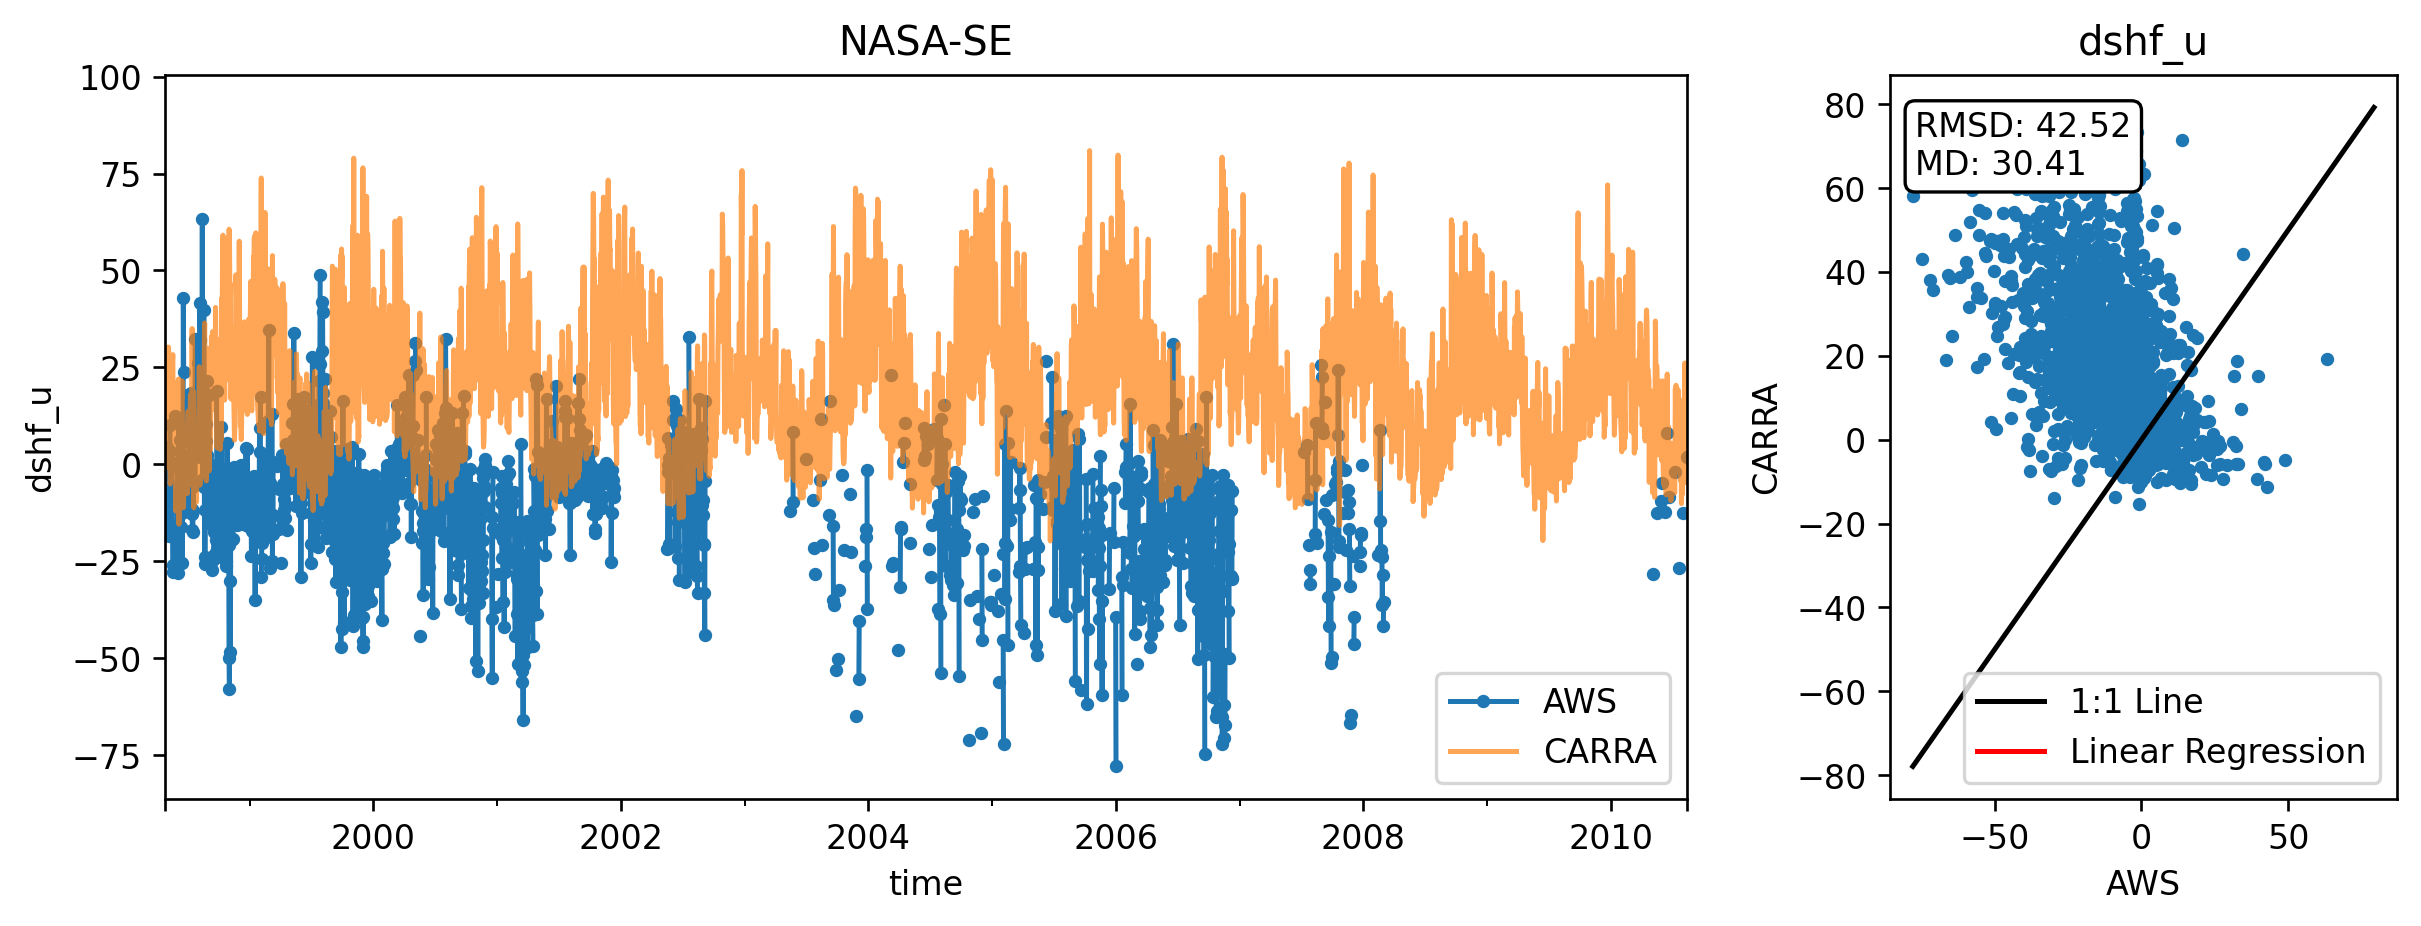 NASA-SE
dshf_u
100
75
50
25
0
−25
−50
−75
dshf_u
2000
2002
2004
2006
2008
2010
time
AWS
CARRA
dshf_u
RMSD: 42.52
MD: 30.41
80
60
40
20
0
−20
−40
−60
−80
CARRA
−50
0
50
AWS
1:1 Line
Linear Regression